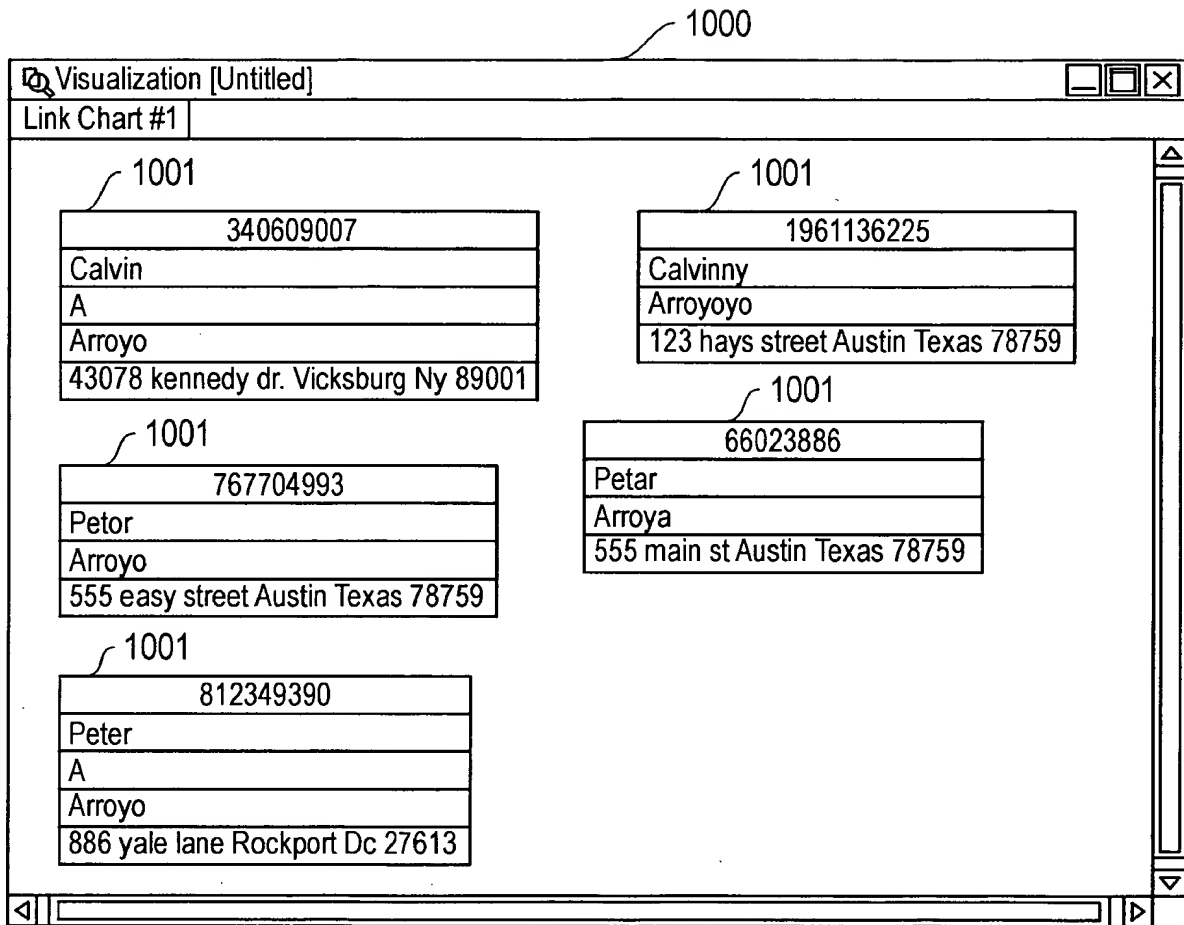 1000
Visualization [Untitled]
Link Chart #1
1001
340609007
Calvin
A
Arroyo
43078 kennedy dr. Vicksburg Ny 89001
1001
1961136225
Calvinny
Arroyoyo
123 hays street Austin Texas 78759
1001
767704993
Petor
Arroyo
555 easy street Austin Texas 78759
1001
66023886
Petar
Arroya
555 main st Austin Texas 78759
1001
812349390
Peter
A
Arroyo
886 yale lane Rockport Dc 27613